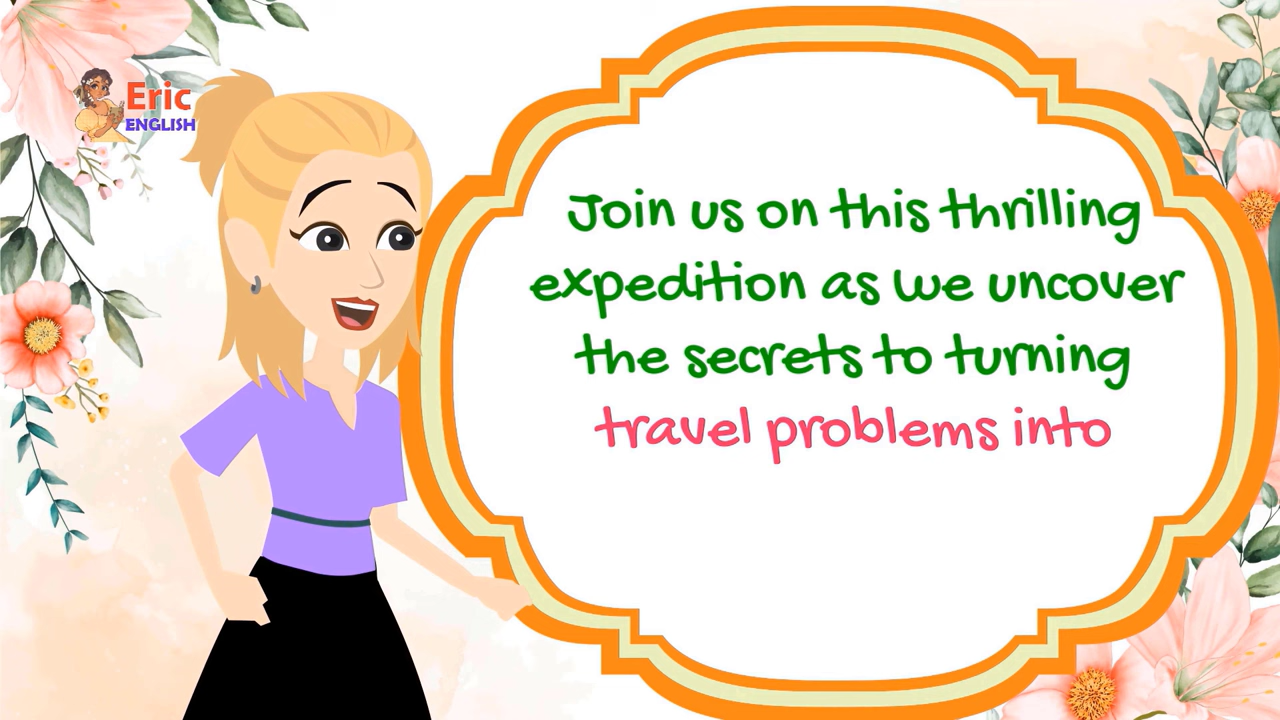 Eric
ENGLISH
Join us on this thrilling
expedition as we uncover
the secrets to turning
travel problems into